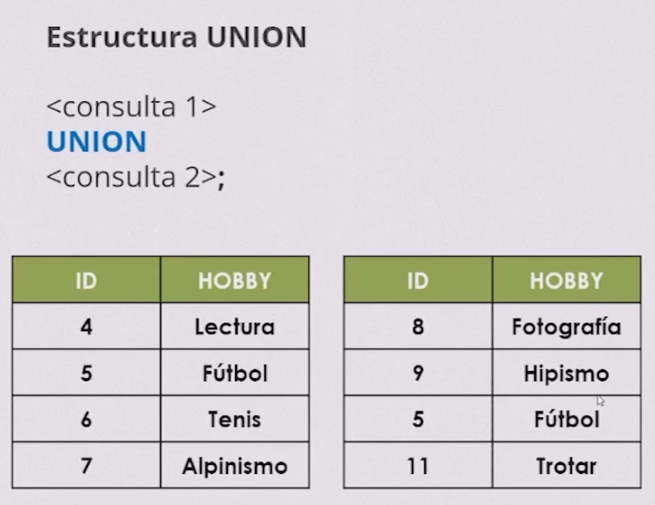 Estructura UNION
<consulta 1>
UNION
<consulta 2>;
ID HOBBY
4 Lectura
5 Fútbol
6 Tenis
7 Alpinismo
ID HOBBY
8 Fotografía
9 Hipismo
5 Fútbol
11 Trotar